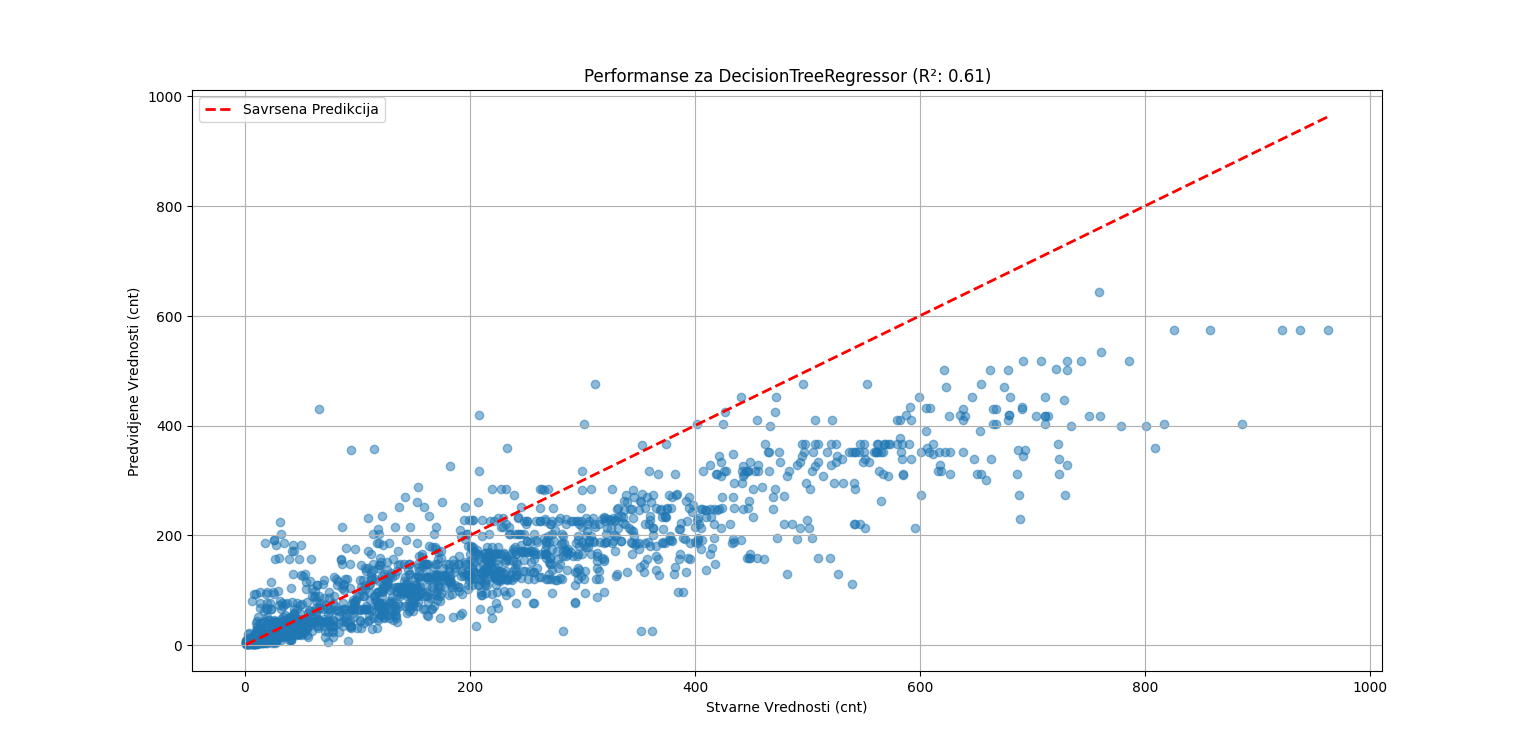 Performanse za DecisionTreeRegressor (R²: 0.61)
Savrsena Predikcija
1000
800
600
400
200
0
Predvidjene Vrednosti (cnt)
0 200 400 600 800 1000
Stvarne Vrednosti (cnt)